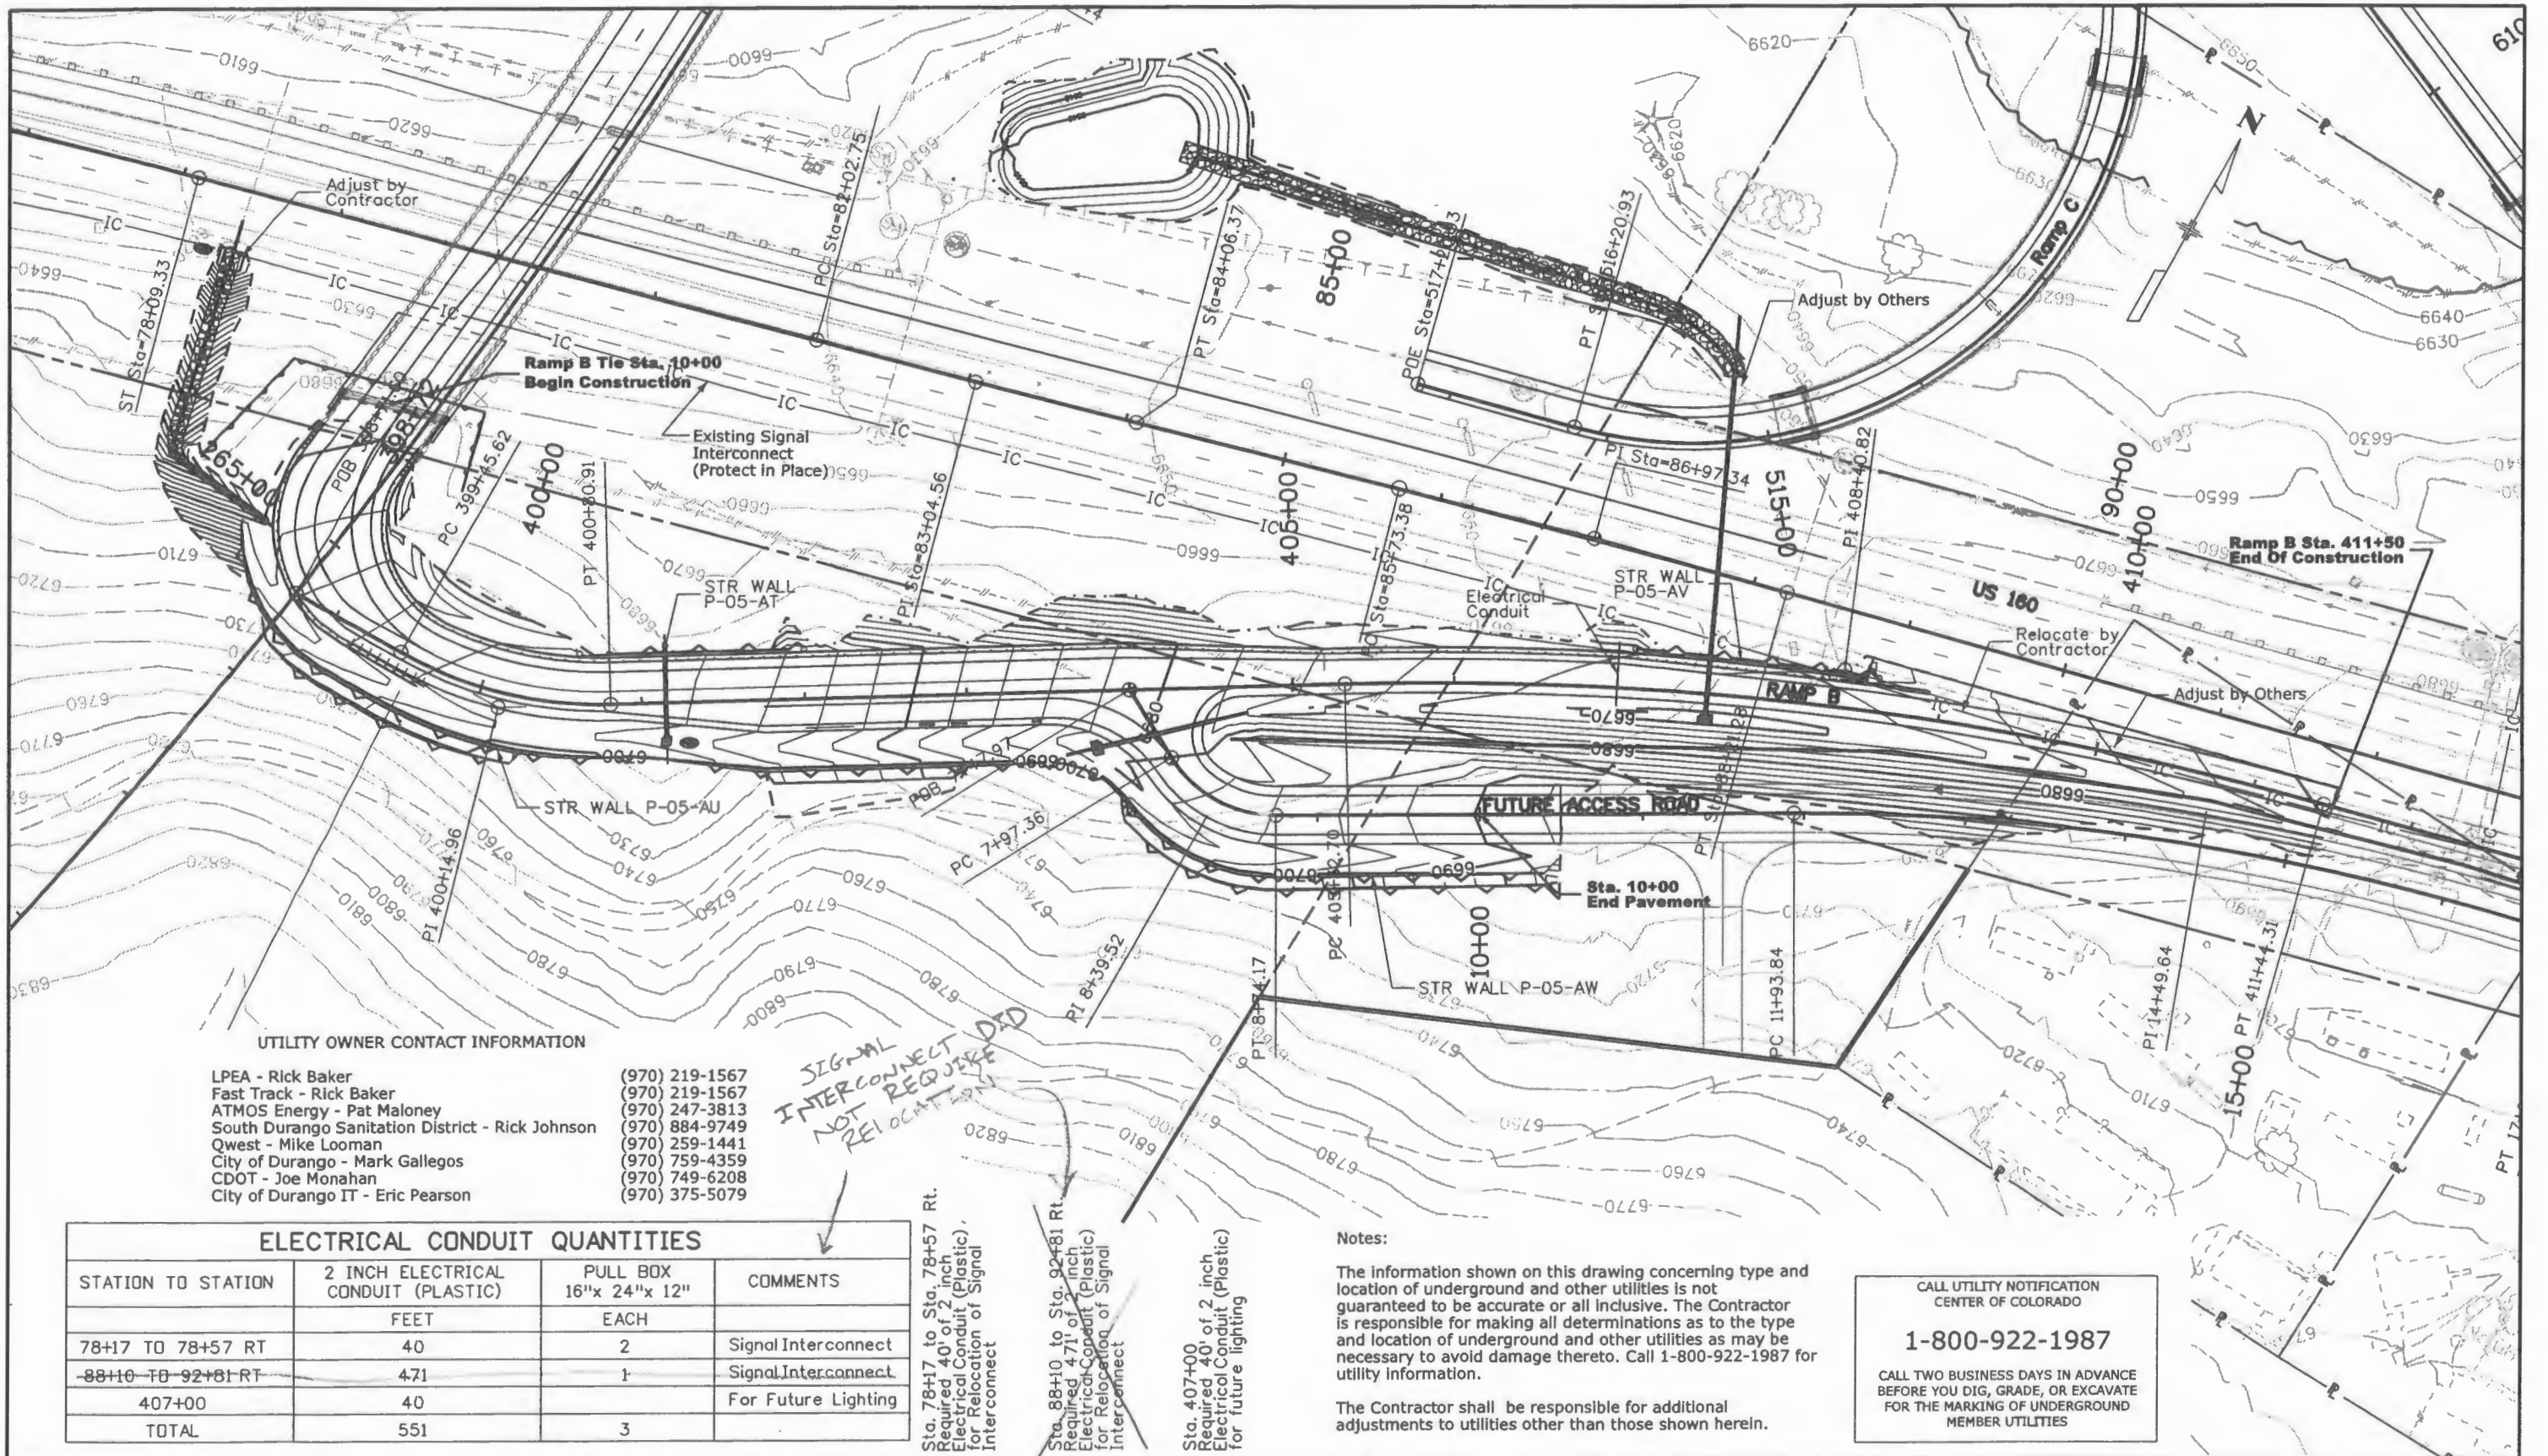 6610
6600
6620
6620
6590
610
N
Adjust by
Contractor
IC
ST Sta=78+09.33
PC Sta=82+02.75
PT Sta=84+06.37
85+00
Adjust by Others
Ramp C
6640
6630
Ramp B Tie Sta. 10+00
Begin Construction
Existing Signal
Interconnect
(Protect in Place)
265+00
PC 399+15.62
400+00
PT 400+80.91
PI Sta=83+04.56
405+00
PI Sta=86+97.34
515+00
PI 408+40.82
90+00
410+00
Ramp B Sta. 411+50
End Of Construction
STR WALL
P-05-AT
Electrical
Conduit
STR WALL
P-05-AV
US 160
Relocate by
Contractor
Adjust by Others
RAMP B
6670
6680
6680
FUTURE ACCESS ROAD
STR WALL P-05-AU
PI 400+14.96
PC 7+97.36
PI 8+39.52
PT 8+74.17
Sta. 10+00
End Pavement
10+00
STR WALL P-05-AW
PC 11+93.84
PI 14+49.64
15+00
PT 411+44.31
SIGNAL
INTERCONNECT DID
NOT REQUIRE
RELOCATION
UTILITY OWNER CONTACT INFORMATION
LPEA - Rick Baker (970) 219-1567
Fast Track - Rick Baker (970) 219-1567
ATMOS Energy - Pat Maloney (970) 247-3813
South Durango Sanitation District - Rick Johnson (970) 884-9749
Qwest - Mike Looman (970) 259-1441
City of Durango - Mark Gallegos (970) 759-4359
CDOT - Joe Monahan (970) 749-6208
City of Durango IT - Eric Pearson (970) 375-5079
ELECTRICAL CONDUIT QUANTITIES
STATION TO STATION
2 INCH ELECTRICAL
CONDUIT (PLASTIC)
PULL BOX
16"x 24"x 12"
COMMENTS
FEET EACH
78+17 TO 78+57 RT 40 2 Signal Interconnect
88+10 TO 92+81 RT 471 1 Signal Interconnect
407+00 40 For Future Lighting
TOTAL 551 3
Sta. 78+17 to Sta. 78+57 Rt.
Required 40' of 2 inch
Electrical Conduit (Plastic).
for Relocation of Signal
Interconnect
Sta. 88+10 to Sta. 92+81 Rt.
Required 471' of 2 inch
Electrical Conduit (Plastic)
for Relocation of Signal
Interconnect
Sta. 407+00
Required 40' of 2 inch
Electrical Conduit (Plastic)
for future lighting
Notes:
The information shown on this drawing concerning type and
location of underground and other utilities is not
guaranteed to be accurate or all inclusive. The Contractor
is responsible for making all determinations as to the type
and location of underground and other utilities as may be
necessary to avoid damage thereto. Call 1-800-922-1987 for
utility information.
The Contractor shall be responsible for additional
adjustments to utilities other than those shown herein.
CALL UTILITY NOTIFICATION
CENTER OF COLORADO
1-800-922-1987
CALL TWO BUSINESS DAYS IN ADVANCE
BEFORE YOU DIG, GRADE, OR EXCAVATE
FOR THE MARKING OF UNDERGROUND
MEMBER UTILITIES